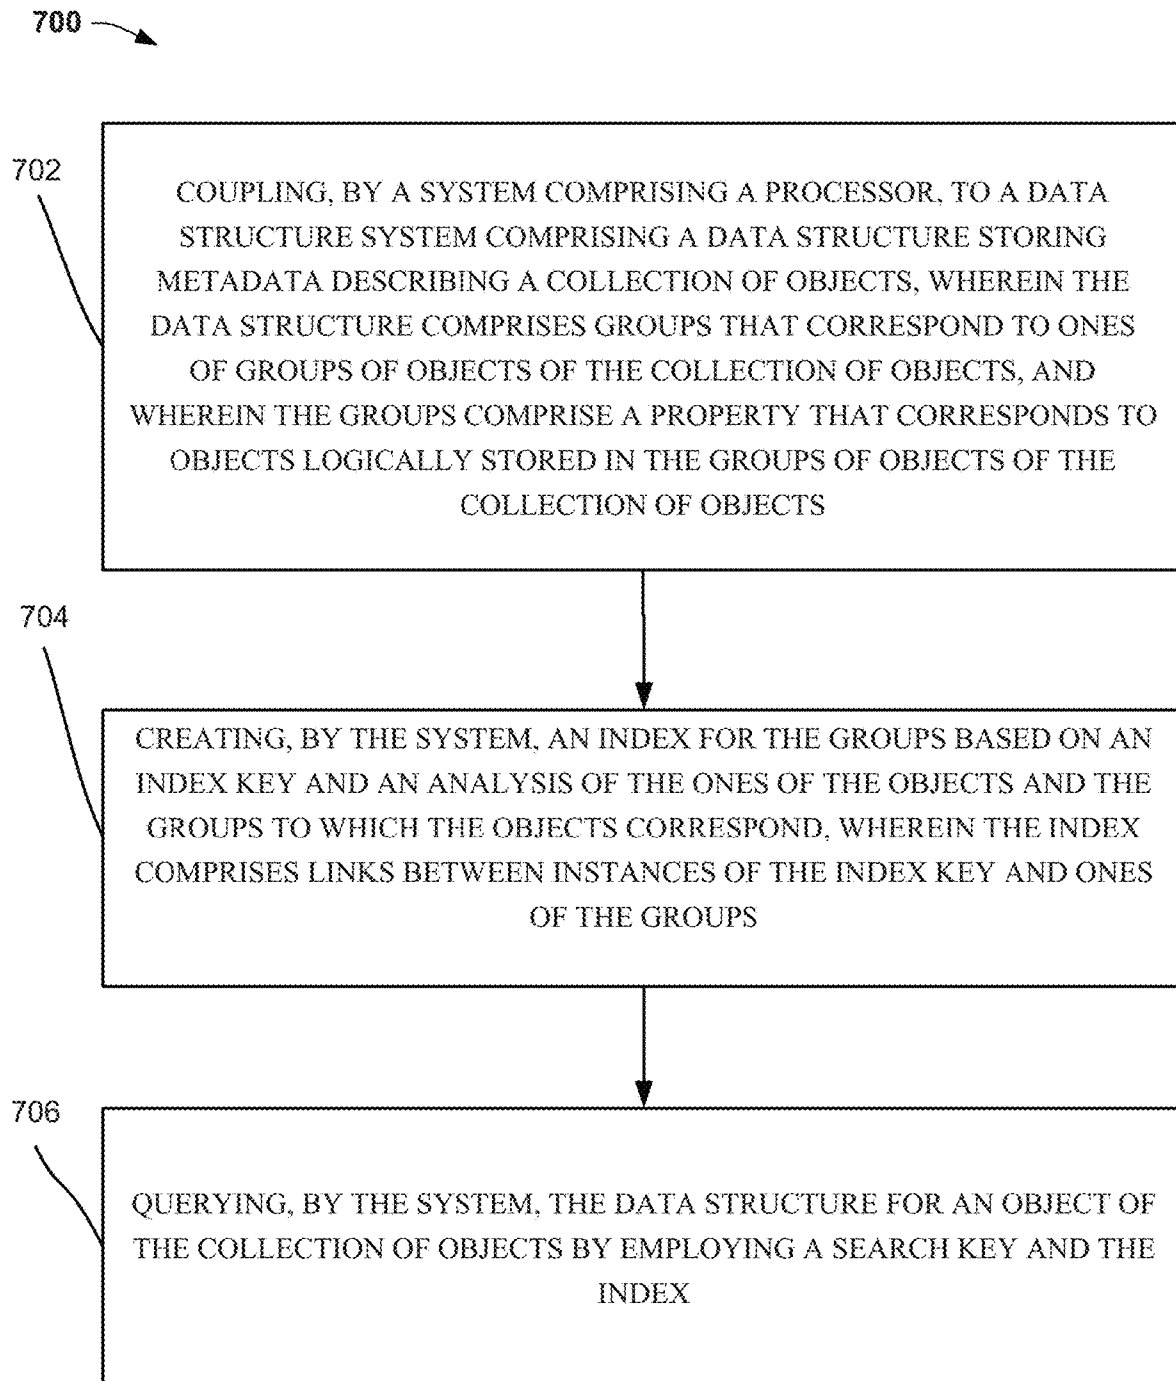 700
702
COUPLING, BY A SYSTEM COMPRISING A PROCESSOR, TO A DATA
STRUCTURE SYSTEM COMPRISING A DATA STRUCTURE STORING
METADATA DESCRIBING A COLLECTION OF OBJECTS, WHEREIN THE
DATA STRUCTURE COMPRISES GROUPS THAT CORRESPOND TO ONES
OF GROUPS OF OBJECTS OF THE COLLECTION OF OBJECTS, AND
WHEREIN THE GROUPS COMPRISE A PROPERTY THAT CORRESPONDS TO
OBJECTS LOGICALLY STORED IN THE GROUPS OF OBJECTS OF THE
COLLECTION OF OBJECTS
704
CREATING, BY THE SYSTEM, AN INDEX FOR THE GROUPS BASED ON AN
INDEX KEY AND AN ANALYSIS OF THE ONES OF THE OBJECTS AND THE
GROUPS TO WHICH THE OBJECTS CORRESPOND, WHEREIN THE INDEX
COMPRISES LINKS BETWEEN INSTANCES OF THE INDEX KEY AND ONES
OF THE GROUPS
706
QUERYING, BY THE SYSTEM, THE DATA STRUCTURE FOR AN OBJECT OF
THE COLLECTION OF OBJECTS BY EMPLOYING A SEARCH KEY AND THE
INDEX